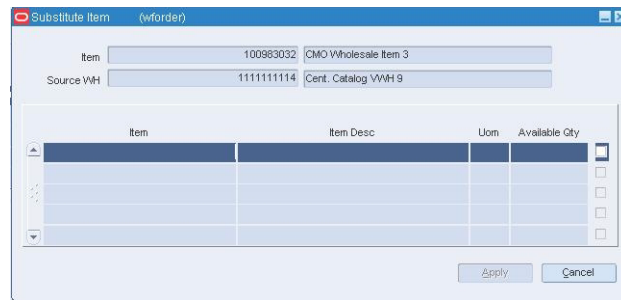 Substitute Item (wforder)
Item 100983032 CMO Wholesale Item 3
Source WH 1111111114 Cent. Catalog VWH 9
Item Item Desc Uom Available Qty
Apply Cancel